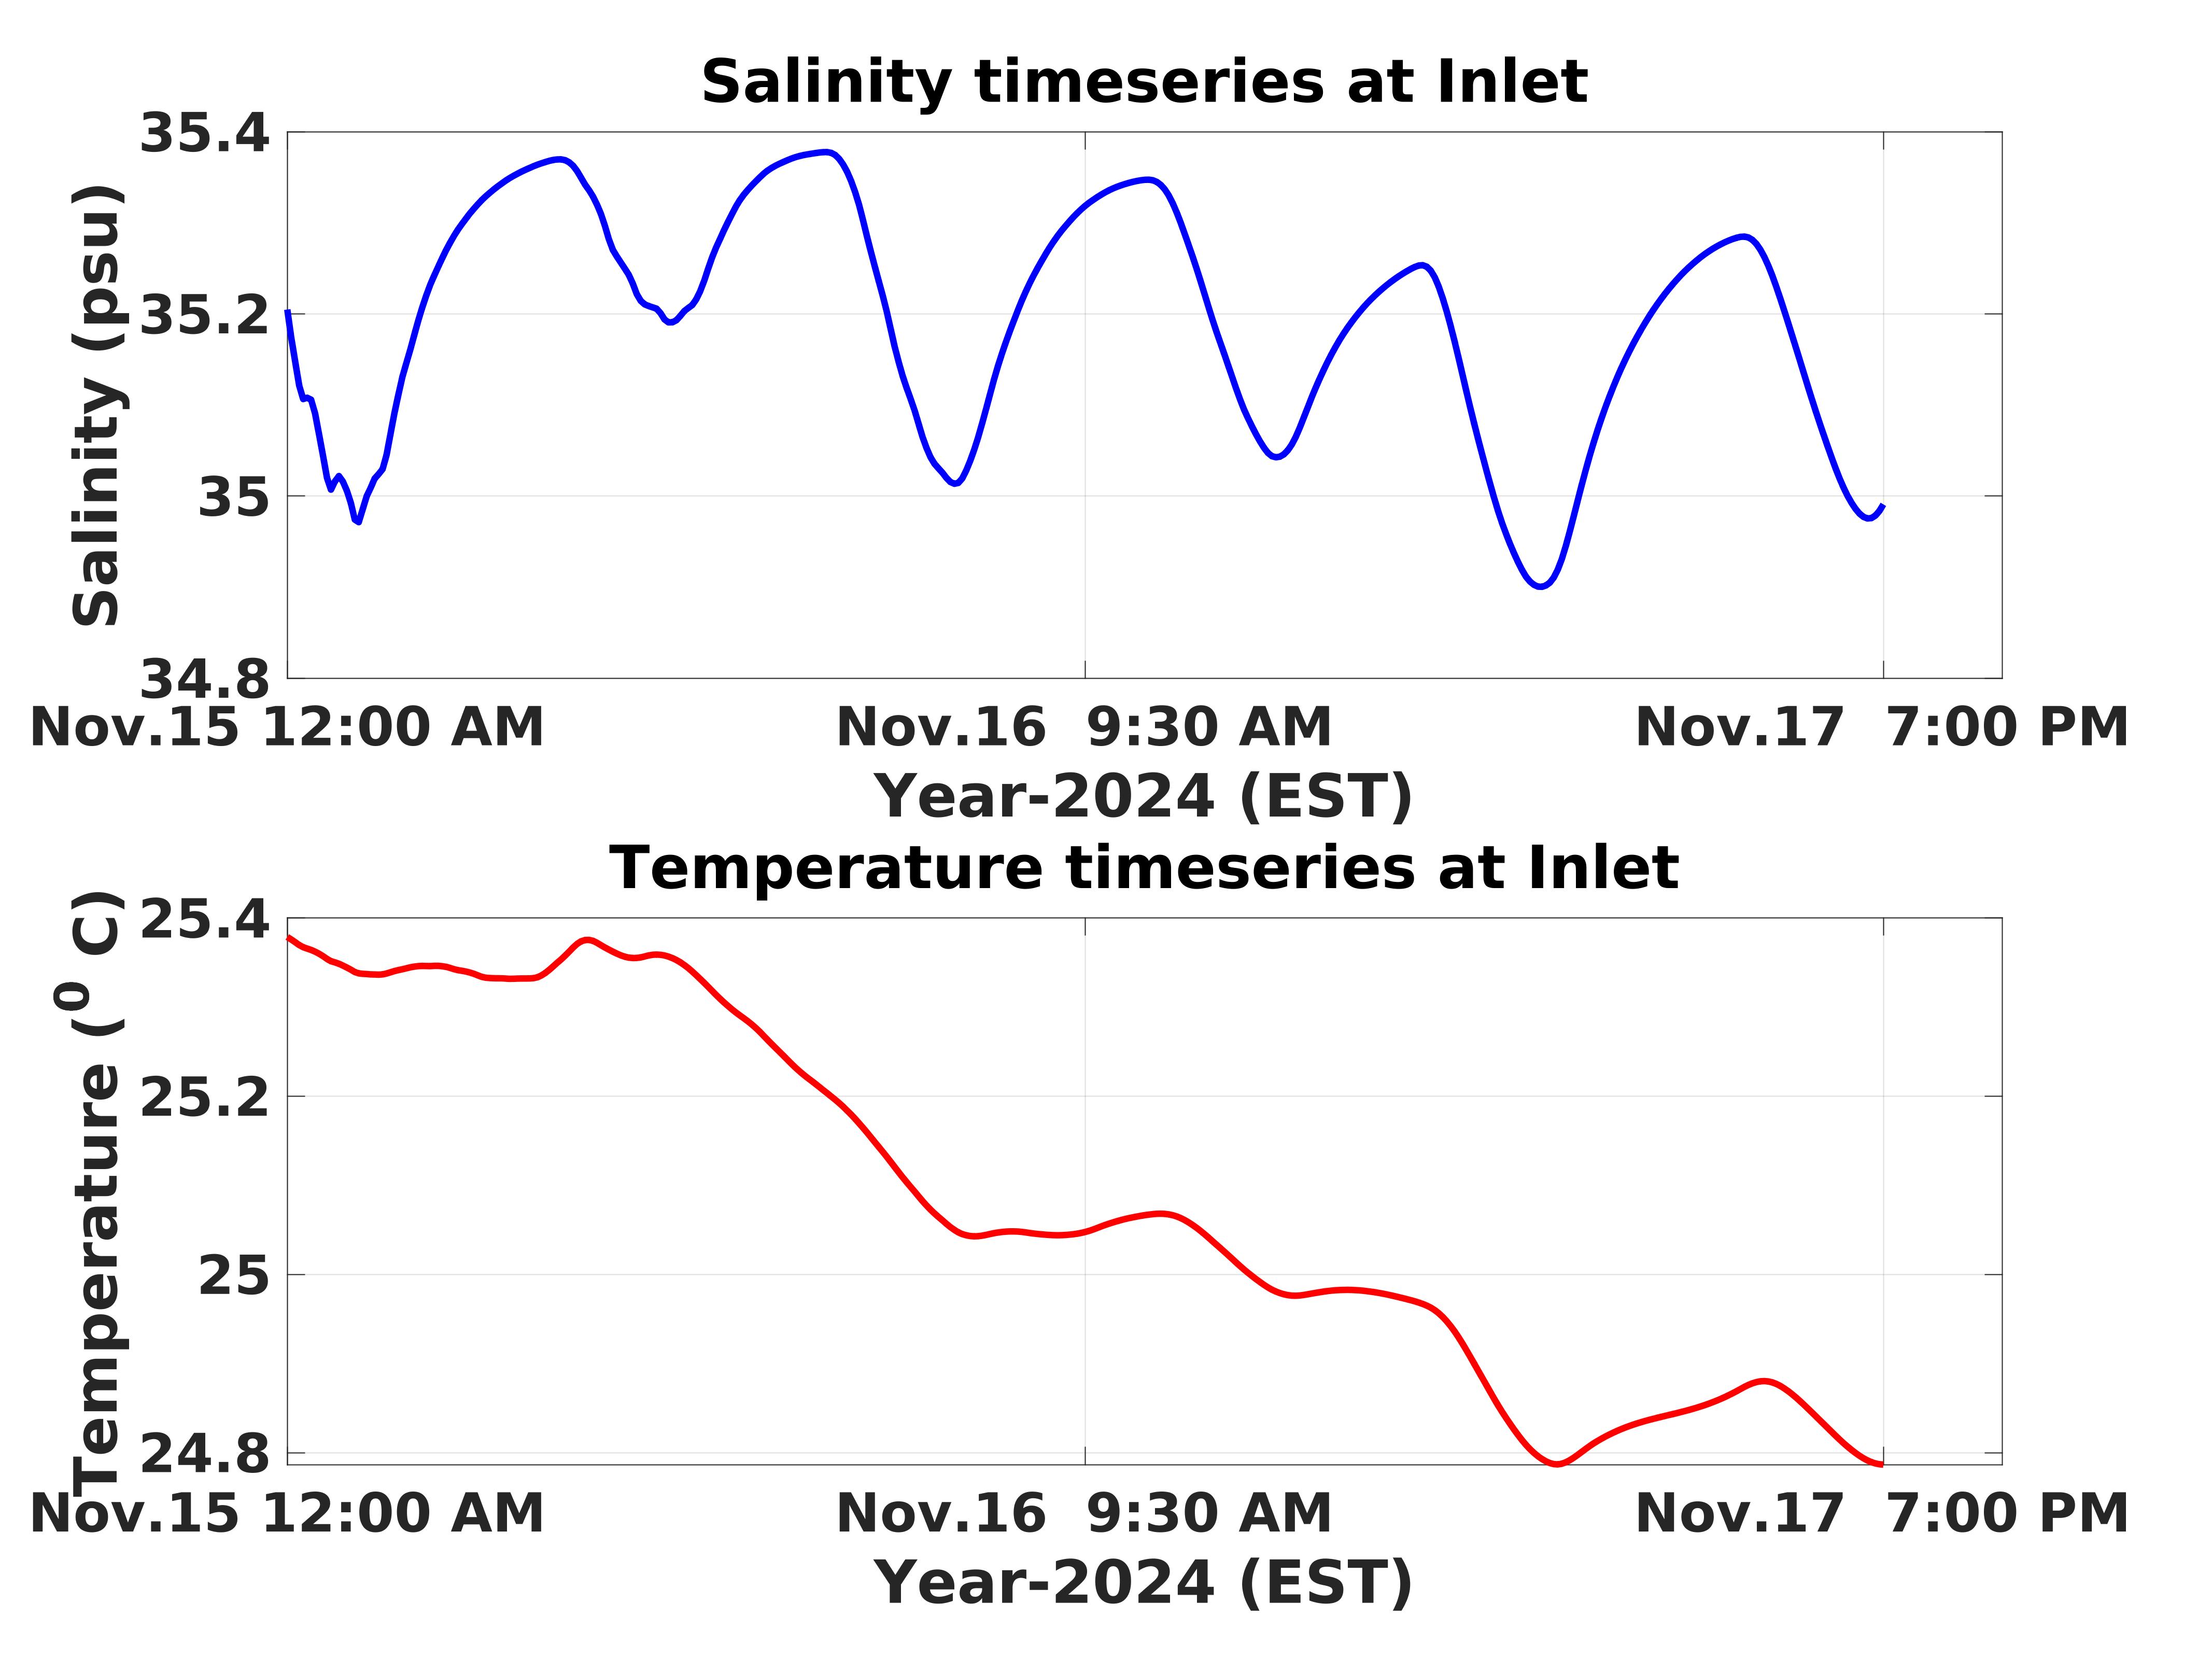 Salinity timeseries at Inlet
Salinity (psu)
35.4
35.2
35
34.8
Nov.15 12:00 AM Nov.16  9:30 AM Nov.17  7:00 PM
Year-2024 (EST)
Temperature timeseries at Inlet
Temperature (⁰ C)
25.4
25.2
25
24.8
Nov.15 12:00 AM Nov.16  9:30 AM Nov.17  7:00 PM
Year-2024 (EST)